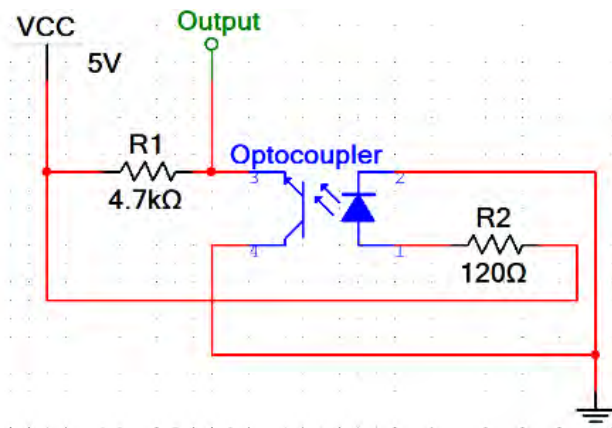 VCC
Output
5V
R1
4.7kΩ
Optocoupler
3
2
4
1
R2
120Ω